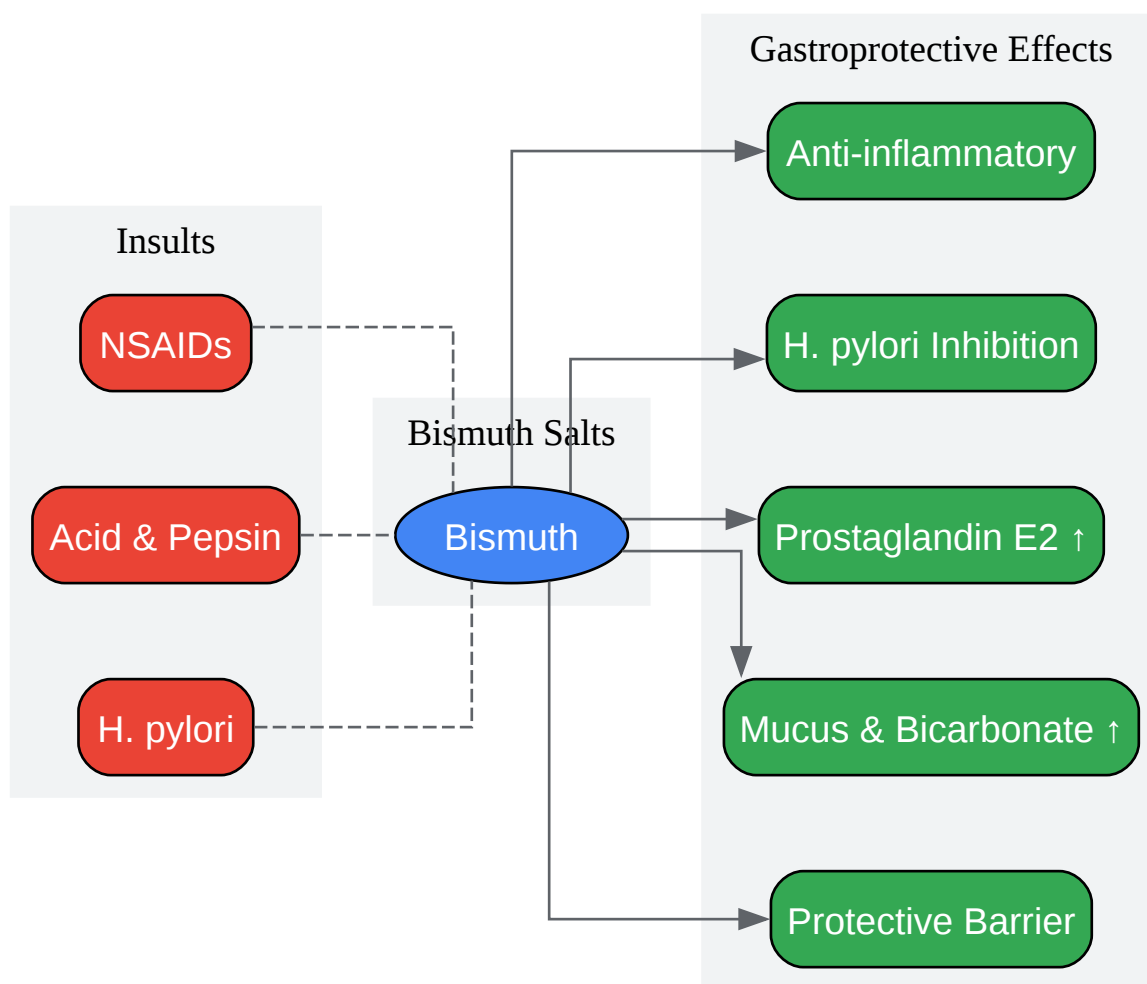 Insults
NSAIDs
Acid & Pepsin
H. pylori
Bismuth Salts
Bismuth
Gastroprotective Effects
Anti-inflammatory
H. pylori Inhibition
Prostaglandin E2 ↑
Mucus & Bicarbonate ↑
Protective Barrier